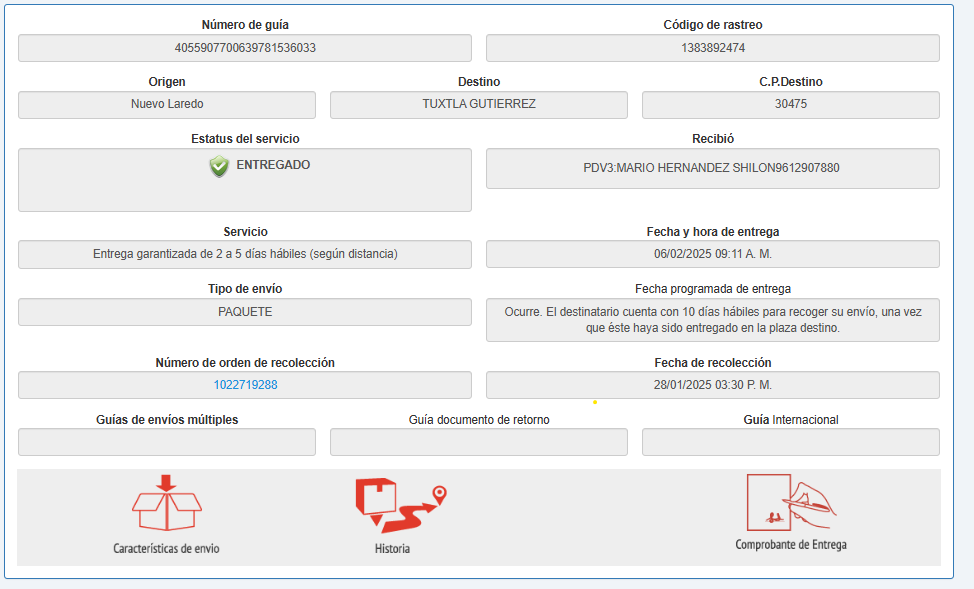 Número de guía
4055907700639781536033
Código de rastreo
1383892474
Origen
Nuevo Laredo
Destino
TUXTLA GUTIERREZ
C.P.Destino
30475
Estatus del servicio
ENTREGADO
Recibió
PDV3:MARIO HERNANDEZ SHILON9612907880
Servicio
Entrega garantizada de 2 a 5 días hábiles (según distancia)
Fecha y hora de entrega
06/02/2025 09:11 A. M.
Tipo de envío
PAQUETE
Fecha programada de entrega
Ocurre. El destinatario cuenta con 10 días hábiles para recoger su envío, una vez
que éste haya sido entregado en la plaza destino.
Número de orden de recolección
1022719288
Fecha de recolección
28/01/2025 03:30 P. M.
Guías de envíos múltiples
Guía documento de retorno
Guía Internacional
Características de envio
Historia
Comprobante de Entrega